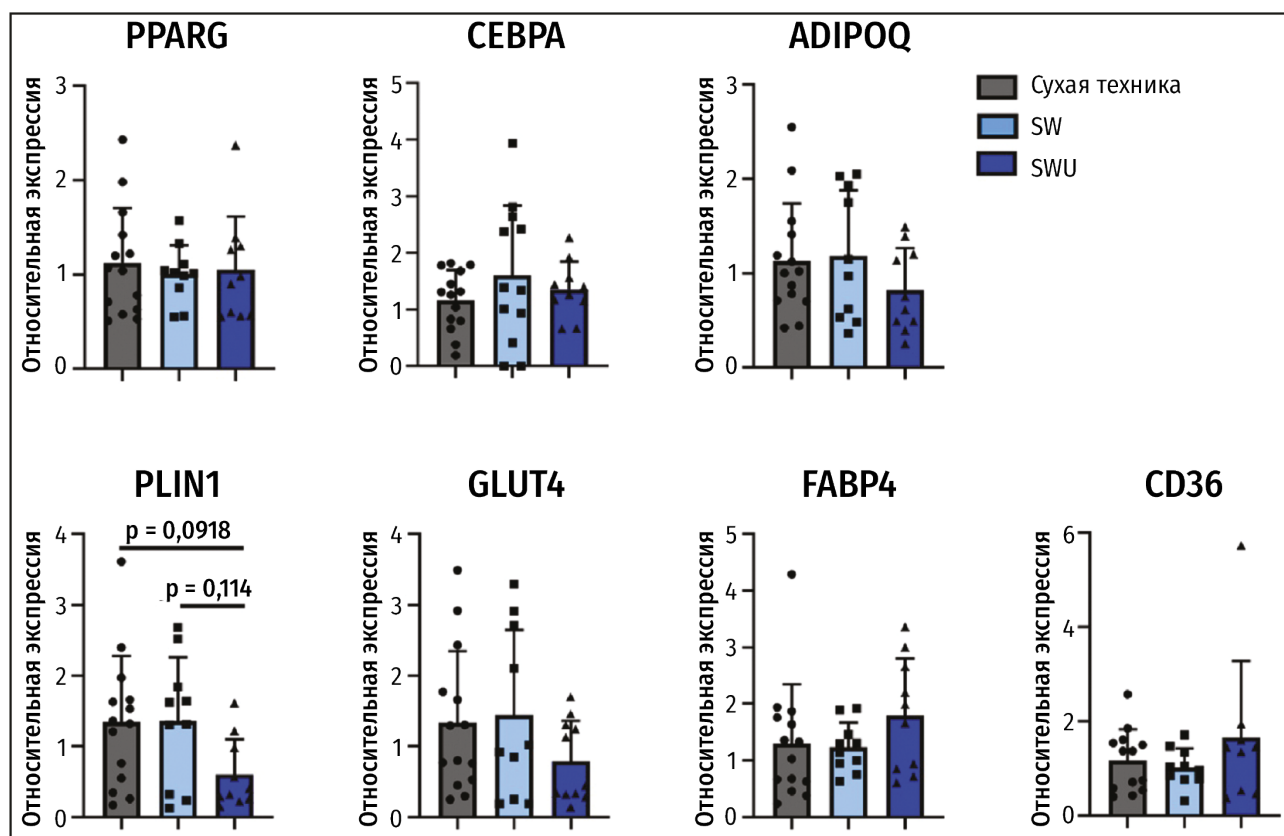 PPARG
CEBPA
ADIPOQ
Относительная экспрессия
3
2
1
0
Относительная экспрессия
5
4
3
2
1
0
Относительная экспрессия
3
2
1
0
Сухая техника
SW
SWU
PLIN1
GLUT4
FABP4
CD36
Относительная экспрессия
4
3
2
1
0
p = 0,0918
p = 0,114
Относительная экспрессия
4
3
2
1
0
Относительная экспрессия
5
4
3
2
1
0
Относительная экспрессия
6
4
2
0